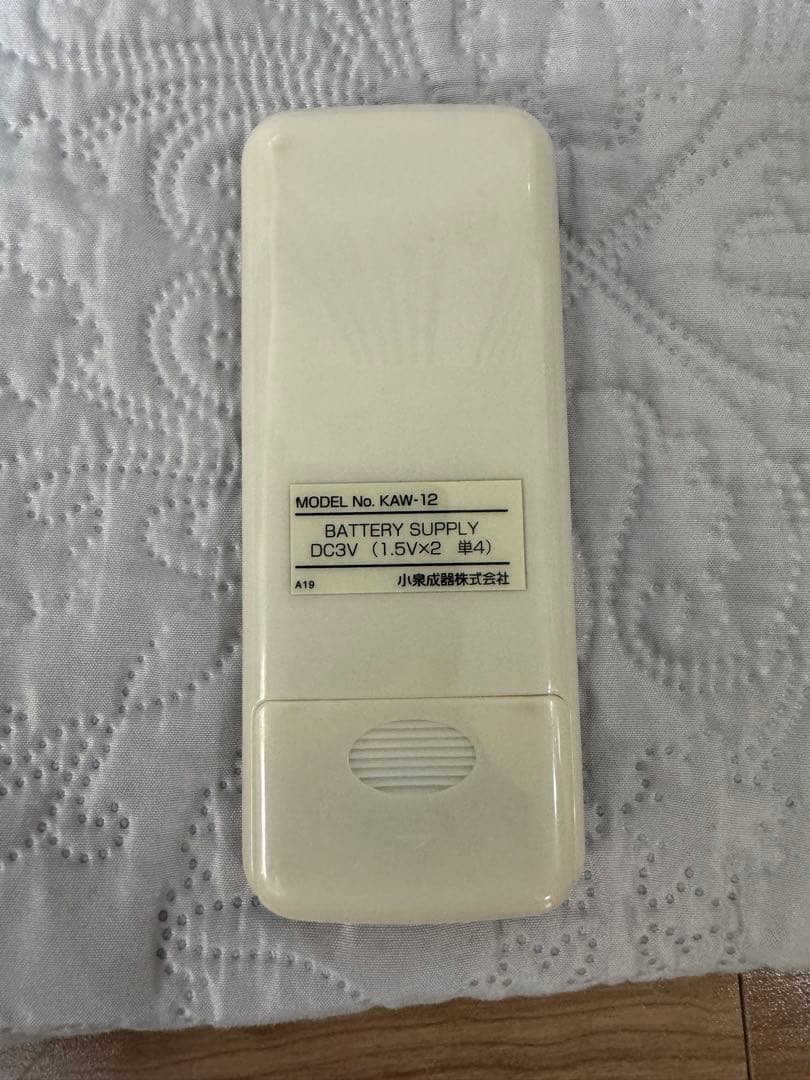 MODEL No. KAW-12
BATTERY SUPPLY
DC3V （1.5V×2　単4）
A19　小泉成器株式会社